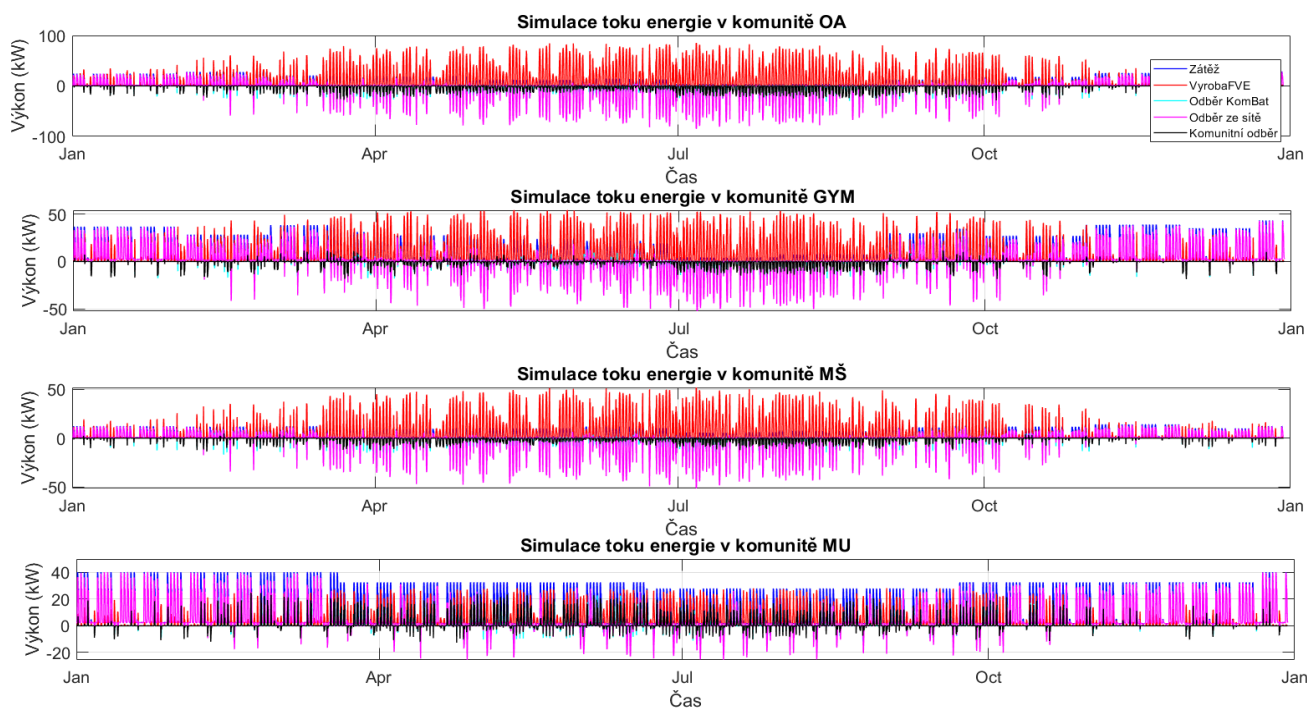 Simulace toku energie v komunitě OA
Výkon (kW)
100
0
-100
Jan
Apr
Jul
Oct
Jan
Čas
Zátěž
VyrobaFVE
Odběr KomBat
Odběr ze sítě
Komunitní odběr
Simulace toku energie v komunitě GYM
Výkon (kW)
50
0
-50
Jan
Apr
Jul
Oct
Jan
Čas
Simulace toku energie v komunitě MŠ
Výkon (kW)
50
0
-50
Jan
Apr
Jul
Oct
Jan
Čas
Simulace toku energie v komunitě MU
Výkon (kW)
40
20
0
-20
Jan
Apr
Jul
Oct
Jan
Čas